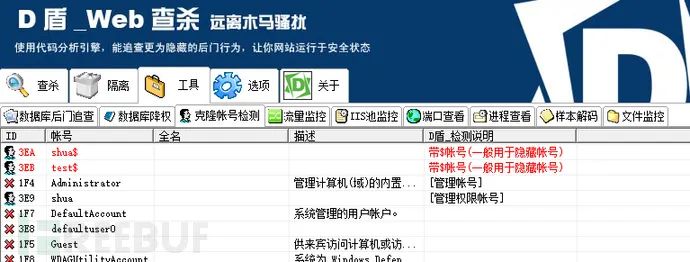 D盾_Web查杀 远离木马骚扰
使用代码分析引擎，能追查更为隐藏的后门行为，让你网站运行于安全状态
D
查杀 隔离 工具 选项 D 关于
数据库后门追查 数据库降权 克隆帐号检测 流量监控 IIS池监控 端口查看 进程查看 样本解码 文件监控
ID 帐号 全名 描述 D盾_检测说明
3EA shua$ 带$帐号(一般用于隐藏帐号)
3EB test$ 带$帐号(一般用于隐藏帐号)
1F4 Administrator 管理计算机(域)的内置... [管理帐号]
3E9 shua [管理权限帐号]
1F7 DefaultAccount 系统管理的用户帐户。
3E8 defaultuser0
1F5 Guest 供来宾访问计算机或访...
1F8 WDAGUtilityAccount 系统为 Windows Defen...
REEBUF